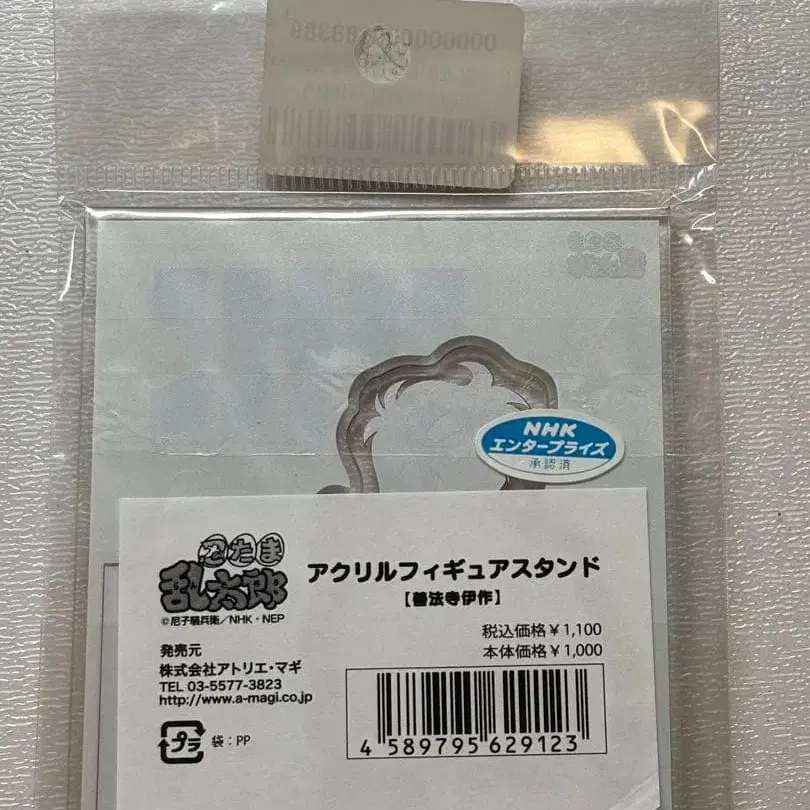 NHK
エンタープライズ
承認済
忍たま
乱太郎
©尼子騒兵衛／NHK・NEP
アクリルフィギュアスタンド
【善法寺伊作】
税込価格￥1,100
本体価格￥1,000
発売元
株式会社アトリエ・マギ
TEL 03-5577-3823
http://www.a-magi.co.jp
プラ 袋：PP
4 589795 629123